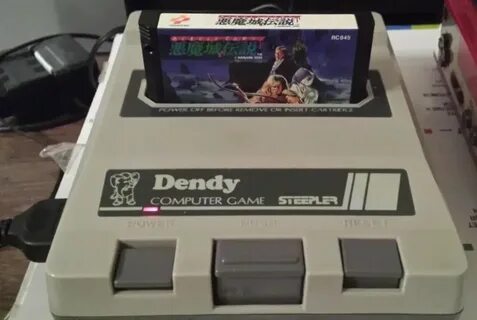 KONAMI
悪魔城伝説
RC845
POWER OFF BEFORE REMOVE OR INSERT CARTRIDGE
Dendy
COMPUTER GAME STEEPLER
POWER
RESET